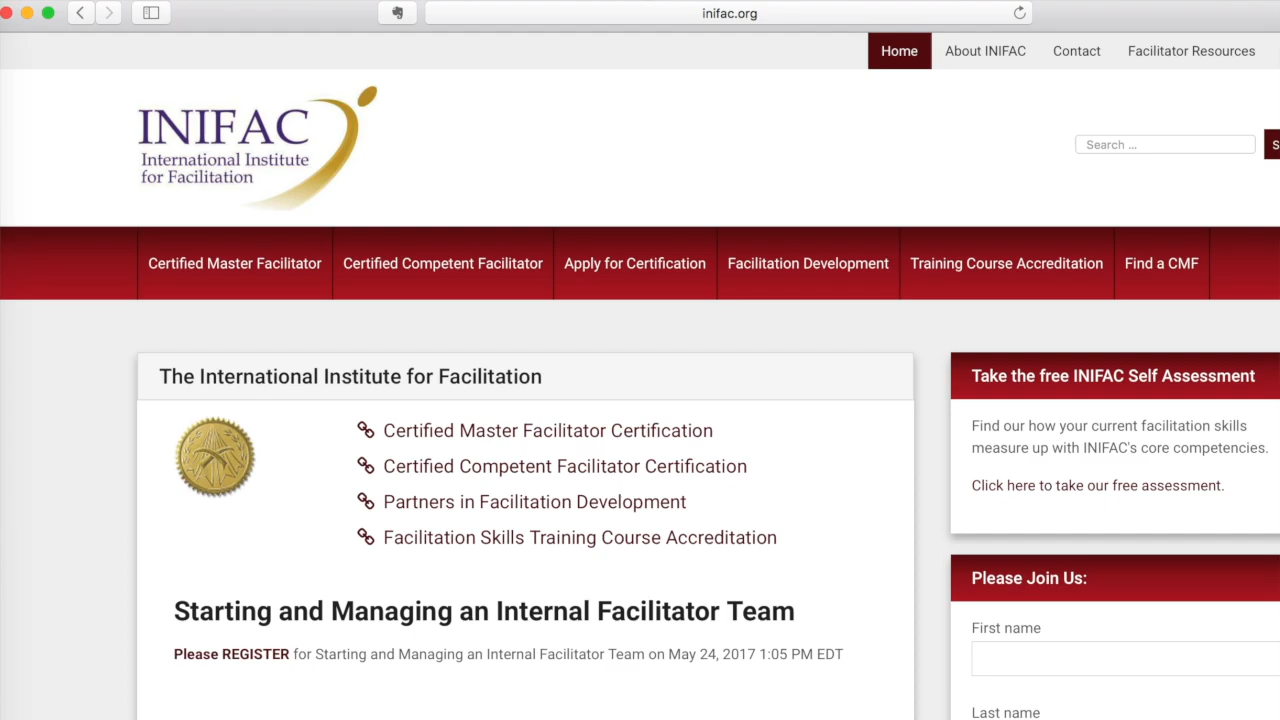 inifac.org
Home About INIFAC Contact Facilitator Resources
INIFAC
International Institute
for Facilitation
Search ...
S
Certified Master Facilitator Certified Competent Facilitator Apply for Certification Facilitation Development Training Course Accreditation Find a CMF
The International Institute for Facilitation
Certified Master Facilitator Certification
Certified Competent Facilitator Certification
Partners in Facilitation Development
Facilitation Skills Training Course Accreditation
Starting and Managing an Internal Facilitator Team
Please REGISTER for Starting and Managing an Internal Facilitator Team on May 24, 2017 1:05 PM EDT
Take the free INIFAC Self Assessment
Find our how your current facilitation skills
measure up with INIFAC's core competencies.
Click here to take our free assessment.
Please Join Us:
First name
Last name